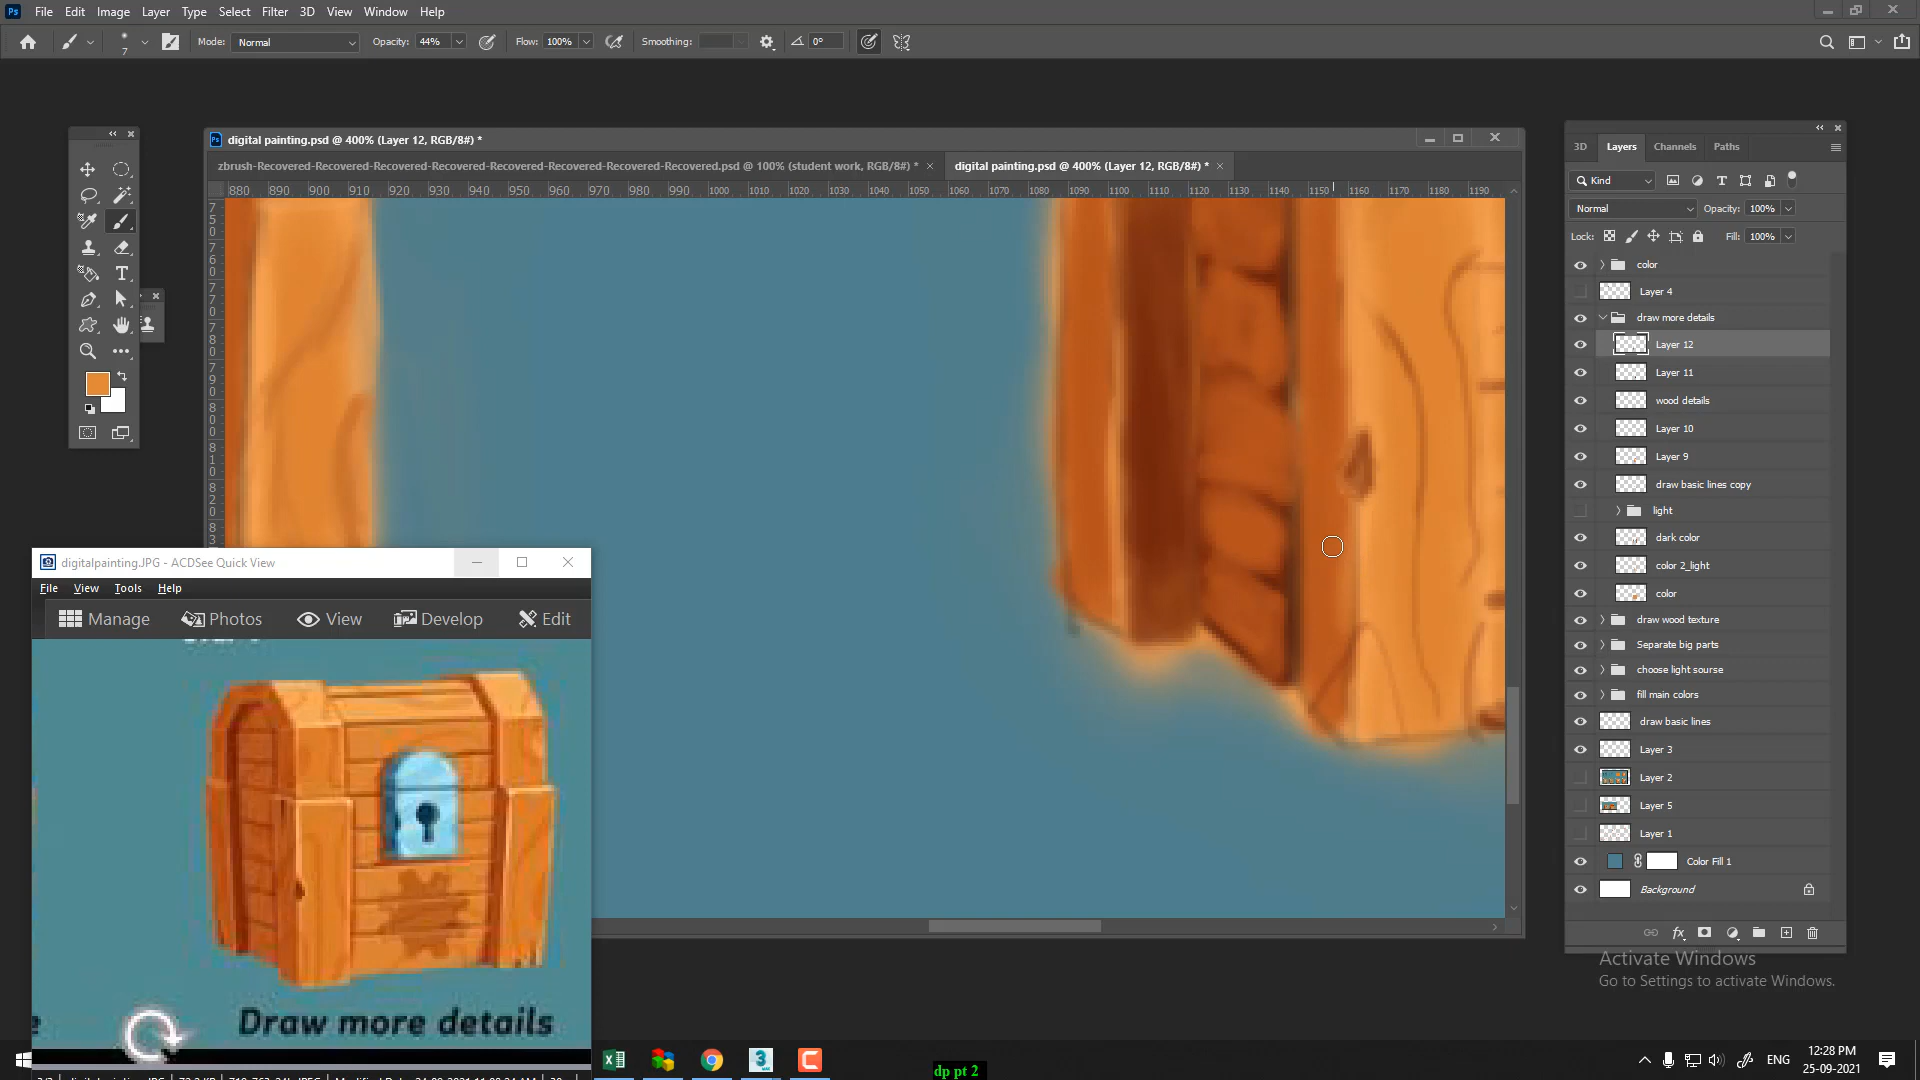 Ps File Edit Image Layer Type Select Filter 3D View Window Help
7 Mode: Normal Opacity: 44% Flow: 100% Smoothing: 0°
digital painting.psd @ 400% (Layer 12, RGB/8#) *
zbrush-Recovered-Recovered-Recovered-Recovered-Recovered-Recovered-Recovered-Recovered.psd @ 100% (student work, RGB/8#) * ×
digital painting.psd @ 400% (Layer 12, RGB/8#) * ×
880 890 900 910 920 930 940 950 960 970 980 990 1000 1010 1020 1030 1040 1050 1060 1070 1080 1090 1100 1110 1120 1130 1140 1150 1160 1170 1180 1190
3D Layers Channels Paths
Kind
Normal Opacity: 100%
Lock: Fill: 100%
color
Layer 4
draw more details
Layer 12
Layer 11
wood details
Layer 10
Layer 9
draw basic lines copy
light
dark color
color 2_light
color
draw wood texture
Separate big parts
choose light sourse
fill main colors
draw basic lines
Layer 3
Layer 2
Layer 5
Layer 1
Color Fill 1
Background
fx
Activate Windows
Go to Settings to activate Windows.
digitalpainting.JPG - ACDSee Quick View
File View Tools Help
Manage Photos View Develop Edit
Draw more details
dp pt 2
ENG
12:28 PM
25-09-2021